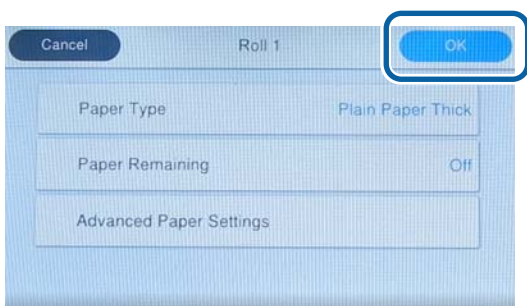 Cancel Roll 1 OK
Paper Type Plain Paper Thick
Paper Remaining Off
Advanced Paper Settings